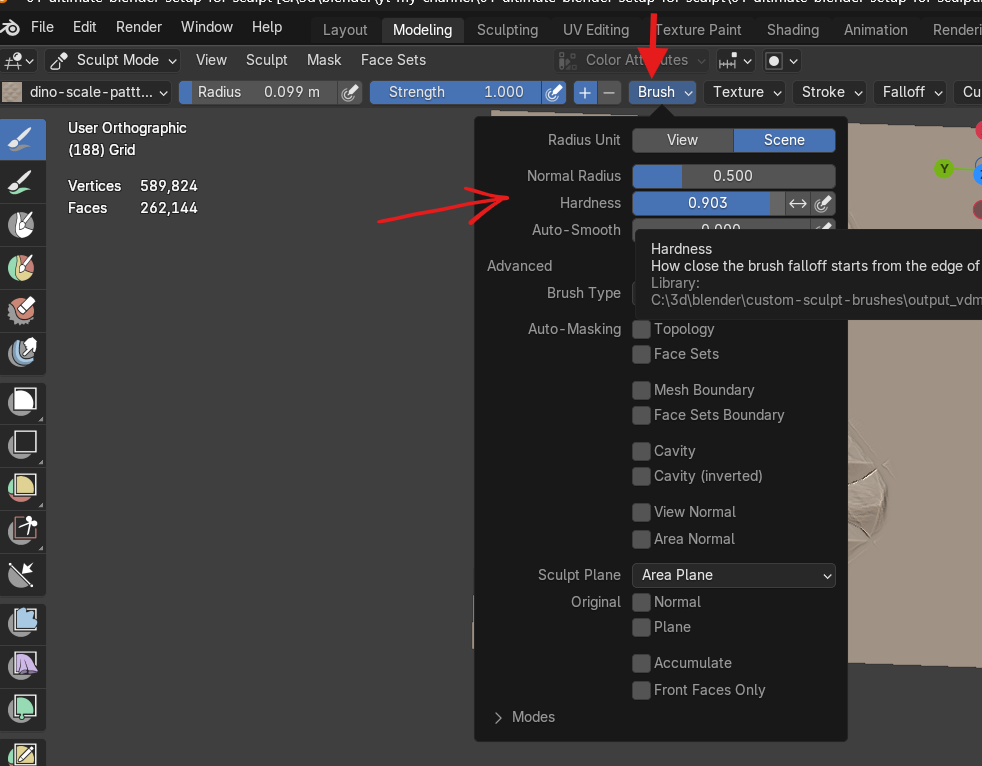 File Edit Render Window Help Layout Modeling Sculpting UV Editing Texture Paint Shading Animation
Sculpt Mode View Sculpt Mask Face Sets Color Attributes
dino-scale-pattt... Radius 0.099 m Strength 1.000 + − Brush Texture Stroke Falloff Cu
User Orthographic
(188) Grid
Vertices 589,824
Faces 262,144
Radius Unit View Scene
Normal Radius 0.500
Hardness 0.903
Auto-Smooth
Hardness
How close the brush falloff starts from the edge of
Library:
C:\3d\blender\custom-sculpt-brushes\output_vdm
Advanced
Brush Type
Auto-Masking Topology
Face Sets
Mesh Boundary
Face Sets Boundary
Cavity
Cavity (inverted)
View Normal
Area Normal
Sculpt Plane Area Plane
Original Normal
Plane
Accumulate
Front Faces Only
Modes
Y